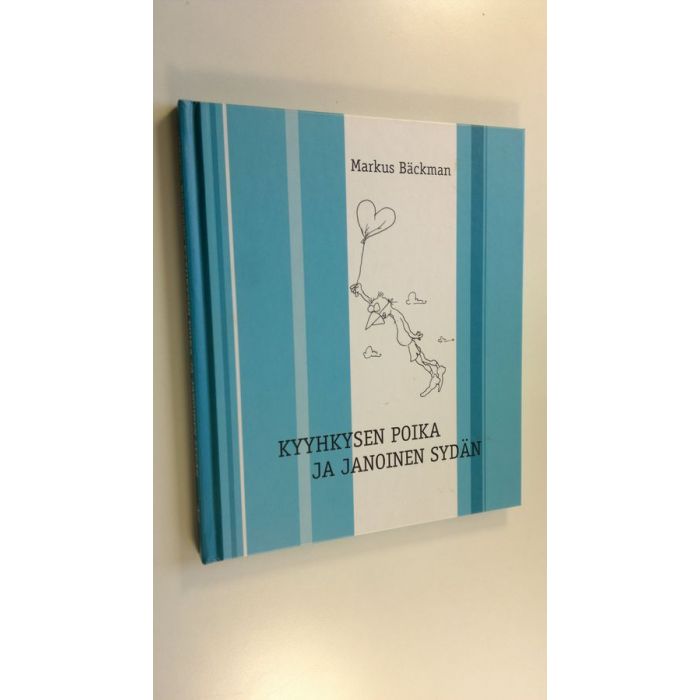 Markus Bäckman
KYYHKYSEN POIKA
JA JANOINEN SYDÄN